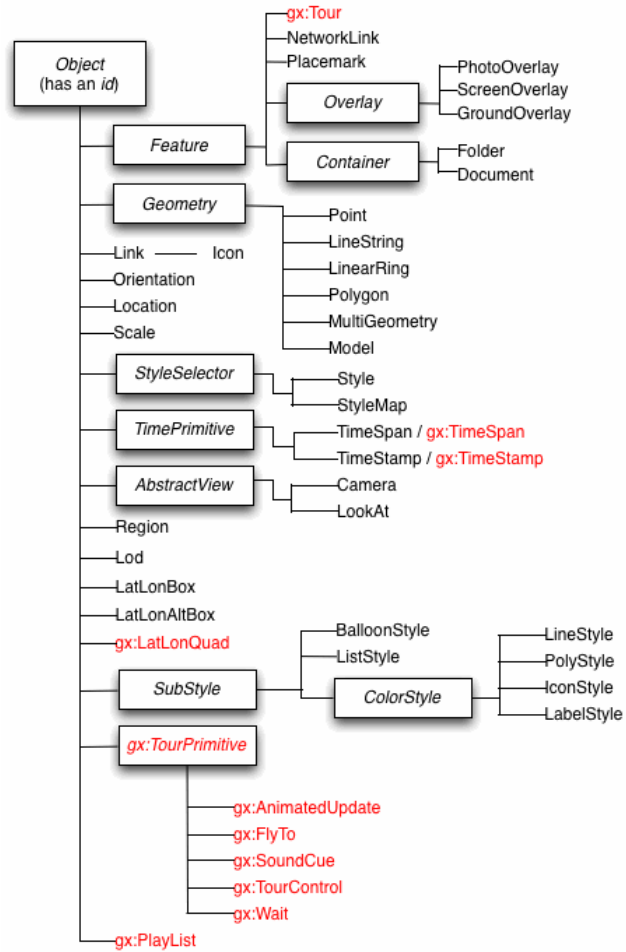 gx:Tour
NetworkLink
Placemark
Object
(has an id)
PhotoOverlay
ScreenOverlay
GroundOverlay
Overlay
Feature
Container
Folder
Document
Geometry
Point
LineString
LinearRing
Polygon
MultiGeometry
Model
Link
Icon
Orientation
Location
Scale
StyleSelector
Style
StyleMap
TimePrimitive
TimeSpan / gx:TimeSpan
TimeStamp / gx:TimeStamp
AbstractView
Camera
LookAt
Region
Lod
LatLonBox
LatLonAltBox
gx:LatLonQuad
SubStyle
BalloonStyle
ListStyle
ColorStyle
LineStyle
PolyStyle
IconStyle
LabelStyle
gx:TourPrimitive
gx:AnimatedUpdate
gx:FlyTo
gx:SoundCue
gx:TourControl
gx:Wait
gx:PlayList